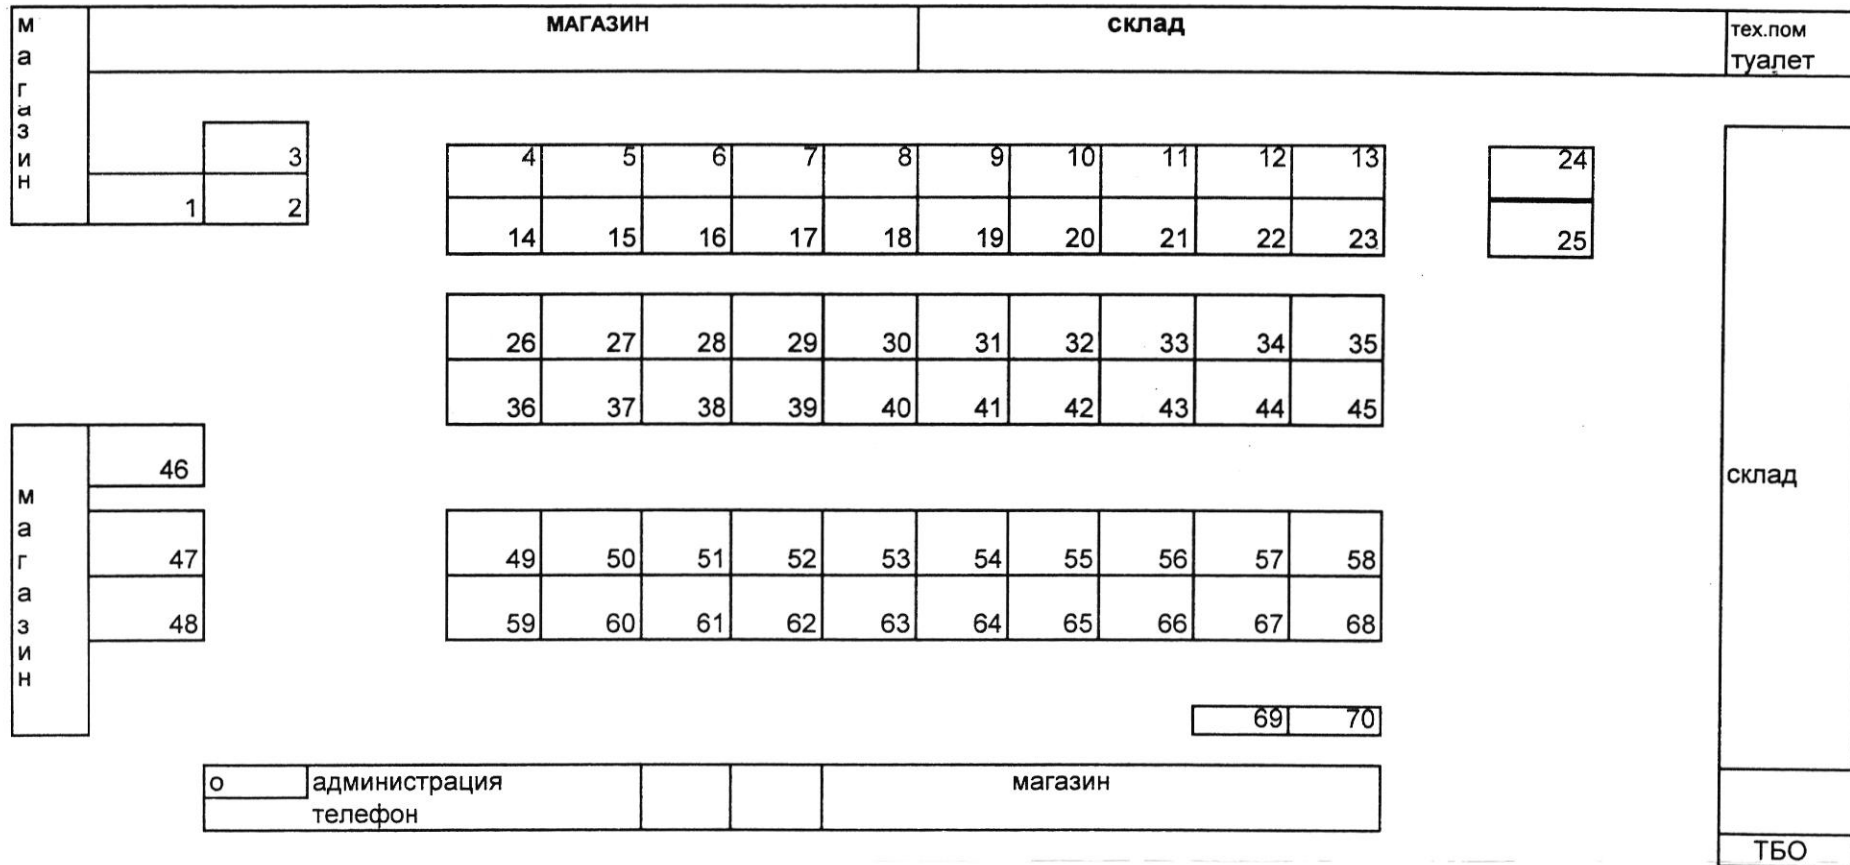 МАГАЗИН склад тех.пом
туалет
м
а
г
а
з
и
н
3
1 2
4 5 6 7 8 9 10 11 12 13
14 15 16 17 18 19 20 21 22 23
24
25
26 27 28 29 30 31 32 33 34 35
36 37 38 39 40 41 42 43 44 45
46
47
48
м
а
г
а
з
и
н
49 50 51 52 53 54 55 56 57 58
59 60 61 62 63 64 65 66 67 68
склад
69 70
о администрация магазин
телефон
ТБО